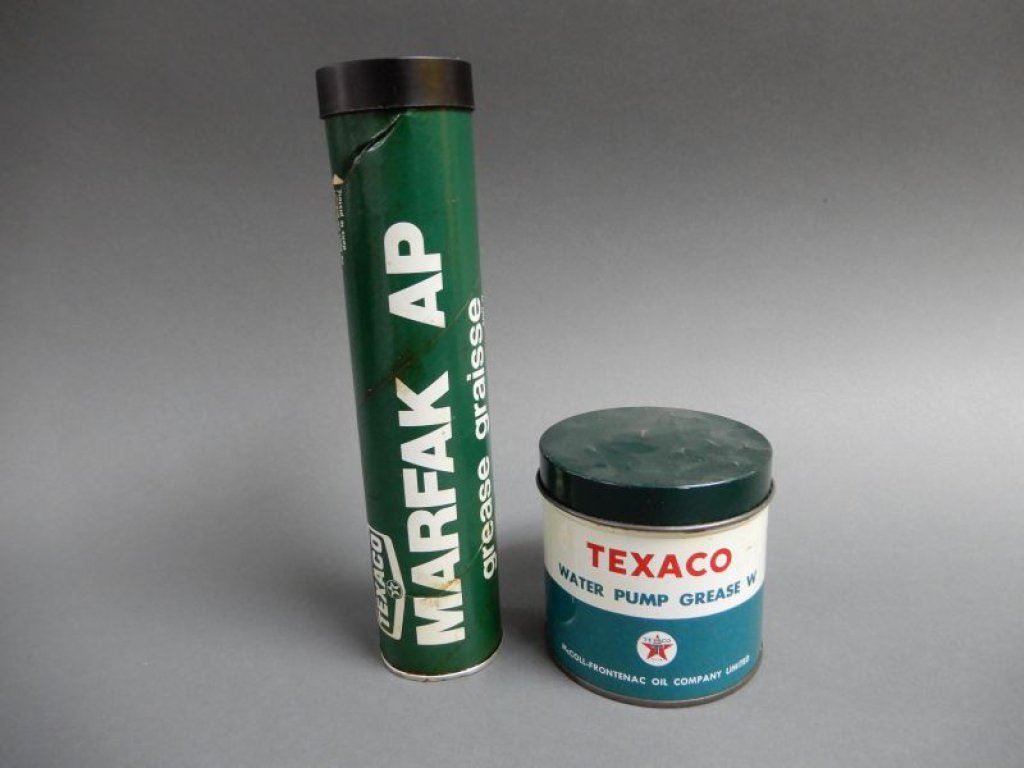 MARFAK AP
grease graisse
TEXACO
TEXACO
WATER PUMP GREASE W
TEXACO
McCOLL-FRONTENAC OIL COMPANY LIMITED